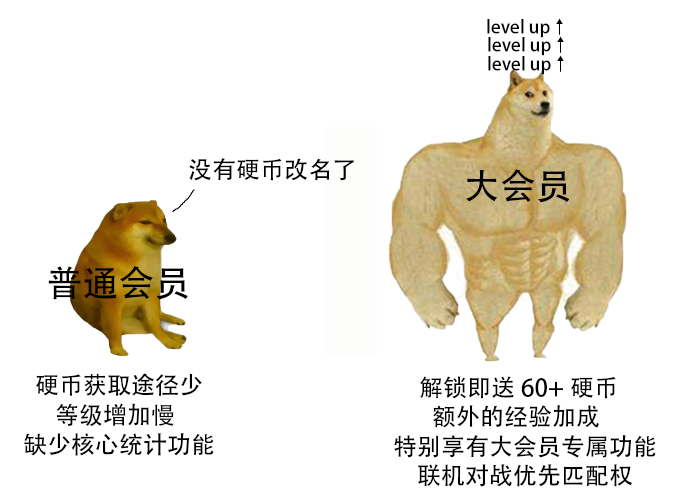 没有硬币改名了
普通会员
硬币获取途径少
等级增加慢
缺少核心统计功能
level up↑
level up↑
level up↑
大会员
解锁即送 60+ 硬币
额外的经验加成
特别享有大会员专属功能
联机对战优先匹配权